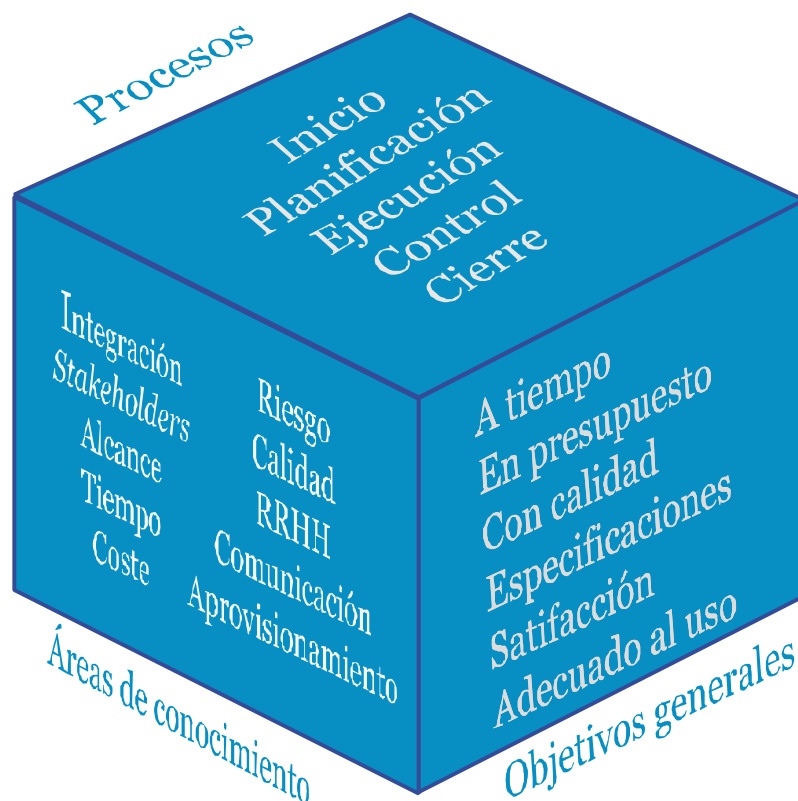 Procesos
Inicio
Planificación
Ejecución
Control
Cierre
Integración
Stakeholders
Alcance
Tiempo
Coste
Riesgo
Calidad
RRHH
Comunicación
Aprovisionamiento
Áreas de conocimiento
A tiempo
En presupuesto
Con calidad
Especificaciones
Satifacción
Adecuado al uso
Objetivos generales